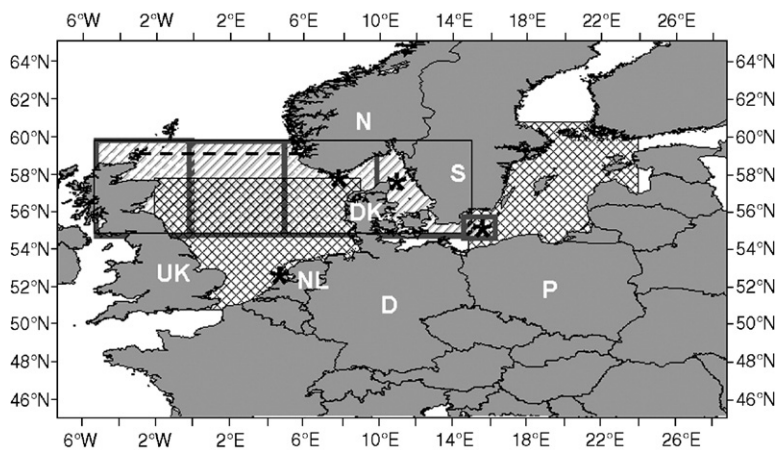 6°W 2°W 2°E 6°E 10°E 14°E 18°E 22°E 26°E
64°N 64°N
62°N 62°N
N
60°N 60°N
58°N S 58°N
56°N DK 56°N
54°N 54°N
UK NL P
52°N D 52°N
50°N 50°N
48°N 48°N
46°N 46°N
6°W 2°W 2°E 6°E 10°E 14°E 18°E 22°E 26°E